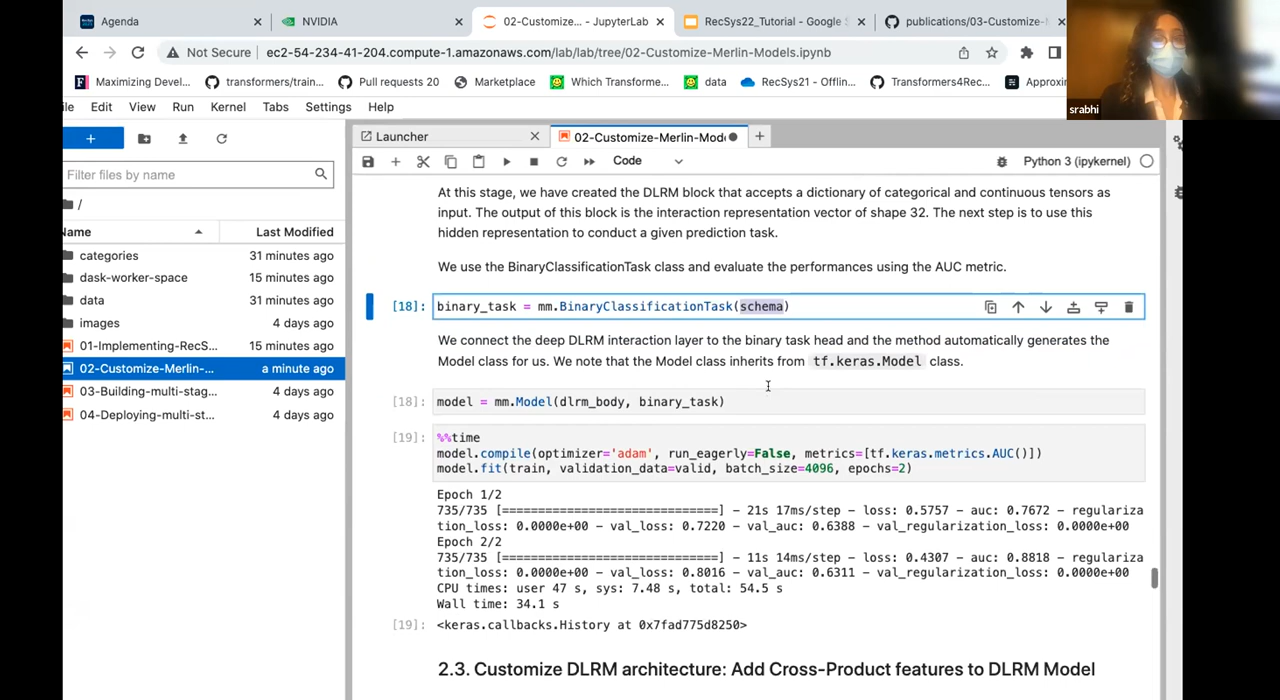 Agenda
NVIDIA
02-Customize... - JupyterLab
RecSys22_Tutorial - Google S
publications/03-Customize-M
Not Secure
ec2-54-234-41-204.compute-1.amazonaws.com/lab/lab/tree/02-Customize-Merlin-Models.ipynb
Maximizing Devel...
transformers/train...
Pull requests 20
Marketplace
Which Transforme...
data
RecSys21 – Offlin...
Transformers4Rec...
Approxin
srabhi
ile
Edit
View
Run
Kernel
Tabs
Settings
Help
Launcher
02-Customize-Merlin-Mode
Filter files by name
Code
Python 3 (ipykernel)
/
Name
Last Modified
categories 31 minutes ago
dask-worker-space 15 minutes ago
data 31 minutes ago
images 4 days ago
01-Implementing-RecS... 15 minutes ago
02-Customize-Merlin-... a minute ago
03-Building-multi-stag... 4 days ago
04-Deploying-multi-st... 4 days ago
At this stage, we have created the DLRM block that accepts a dictionary of categorical and continuous tensors as
input. The output of this block is the interaction representation vector of shape 32. The next step is to use this
hidden representation to conduct a given prediction task.
We use the BinaryClassificationTask class and evaluate the performances using the AUC metric.
[18]: binary_task = mm.BinaryClassificationTask(schema)
We connect the deep DLRM interaction layer to the binary task head and the method automatically generates the
Model class for us. We note that the Model class inherits from tf.keras.Model class.
[18]: model = mm.Model(dlrm_body, binary_task)
[19]: %%time
model.compile(optimizer='adam', run_eagerly=False, metrics=[tf.keras.metrics.AUC()])
model.fit(train, validation_data=valid, batch_size=4096, epochs=2)
Epoch 1/2
735/735 [==============================] - 21s 17ms/step - loss: 0.5757 - auc: 0.7672 - regulariza
tion_loss: 0.0000e+00 - val_loss: 0.7220 - val_auc: 0.6388 - val_regularization_loss: 0.0000e+00
Epoch 2/2
735/735 [==============================] - 11s 14ms/step - loss: 0.4307 - auc: 0.8818 - regulariza
tion_loss: 0.0000e+00 - val_loss: 0.8016 - val_auc: 0.6311 - val_regularization_loss: 0.0000e+00
CPU times: user 47 s, sys: 7.48 s, total: 54.5 s
Wall time: 34.1 s
[19]: <keras.callbacks.History at 0x7fad775d8250>
2.3. Customize DLRM architecture: Add Cross-Product features to DLRM Model